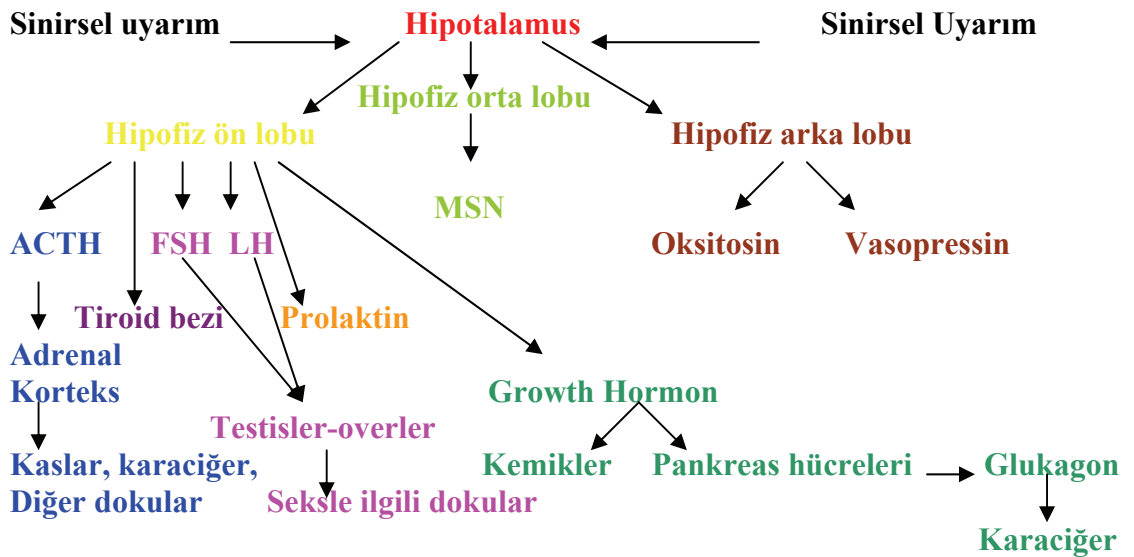 Sinirsel uyarım
Hipotalamus
Sinirsel Uyarım
Hipofiz orta lobu
Hipofiz ön lobu
Hipofiz arka lobu
MSN
ACTH
FSH
LH
Oksitosin
Vasopressin
Tiroid bezi
Prolaktin
Adrenal
Korteks
Growth Hormon
Testisler-overler
Kaslar, karaciğer,
Diğer dokular
Seksle ilgili dokular
Kemikler
Pankreas hücreleri
Glukagon
Karaciğer